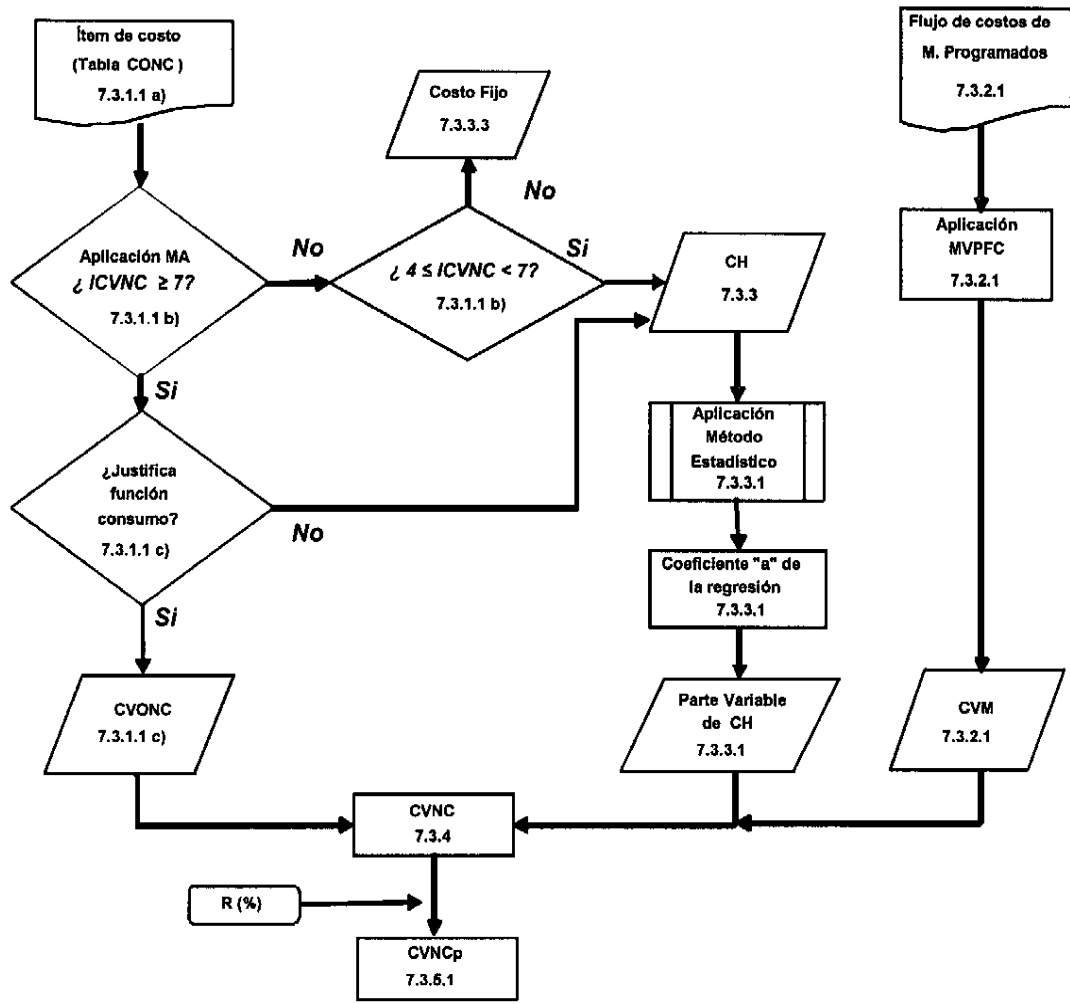 Ítem de costo
(Tabla CONC )
7.3.1.1 a)
Flujo de costos de
M. Programados
7.3.2.1
Costo Fijo
7.3.3.3
No
Aplicación MA
¿ ICVNC ≥ 7?
7.3.1.1 b)
No
¿ 4 ≤ ICVNC < 7?
7.3.1.1 b)
Si
CH
7.3.3
Aplicación
MVPFC
7.3.2.1
Si
¿Justifica
función
consumo?
7.3.1.1 c)
No
Aplicación
Método
Estadístico
7.3.3.1
Coeficiente "a" de
la regresión
7.3.3.1
Si
CVONC
7.3.1.1 c)
Parte Variable
de CH
7.3.3.1
CVM
7.3.2.1
CVNC
7.3.4
R (%)
CVNCp
7.3.5.1